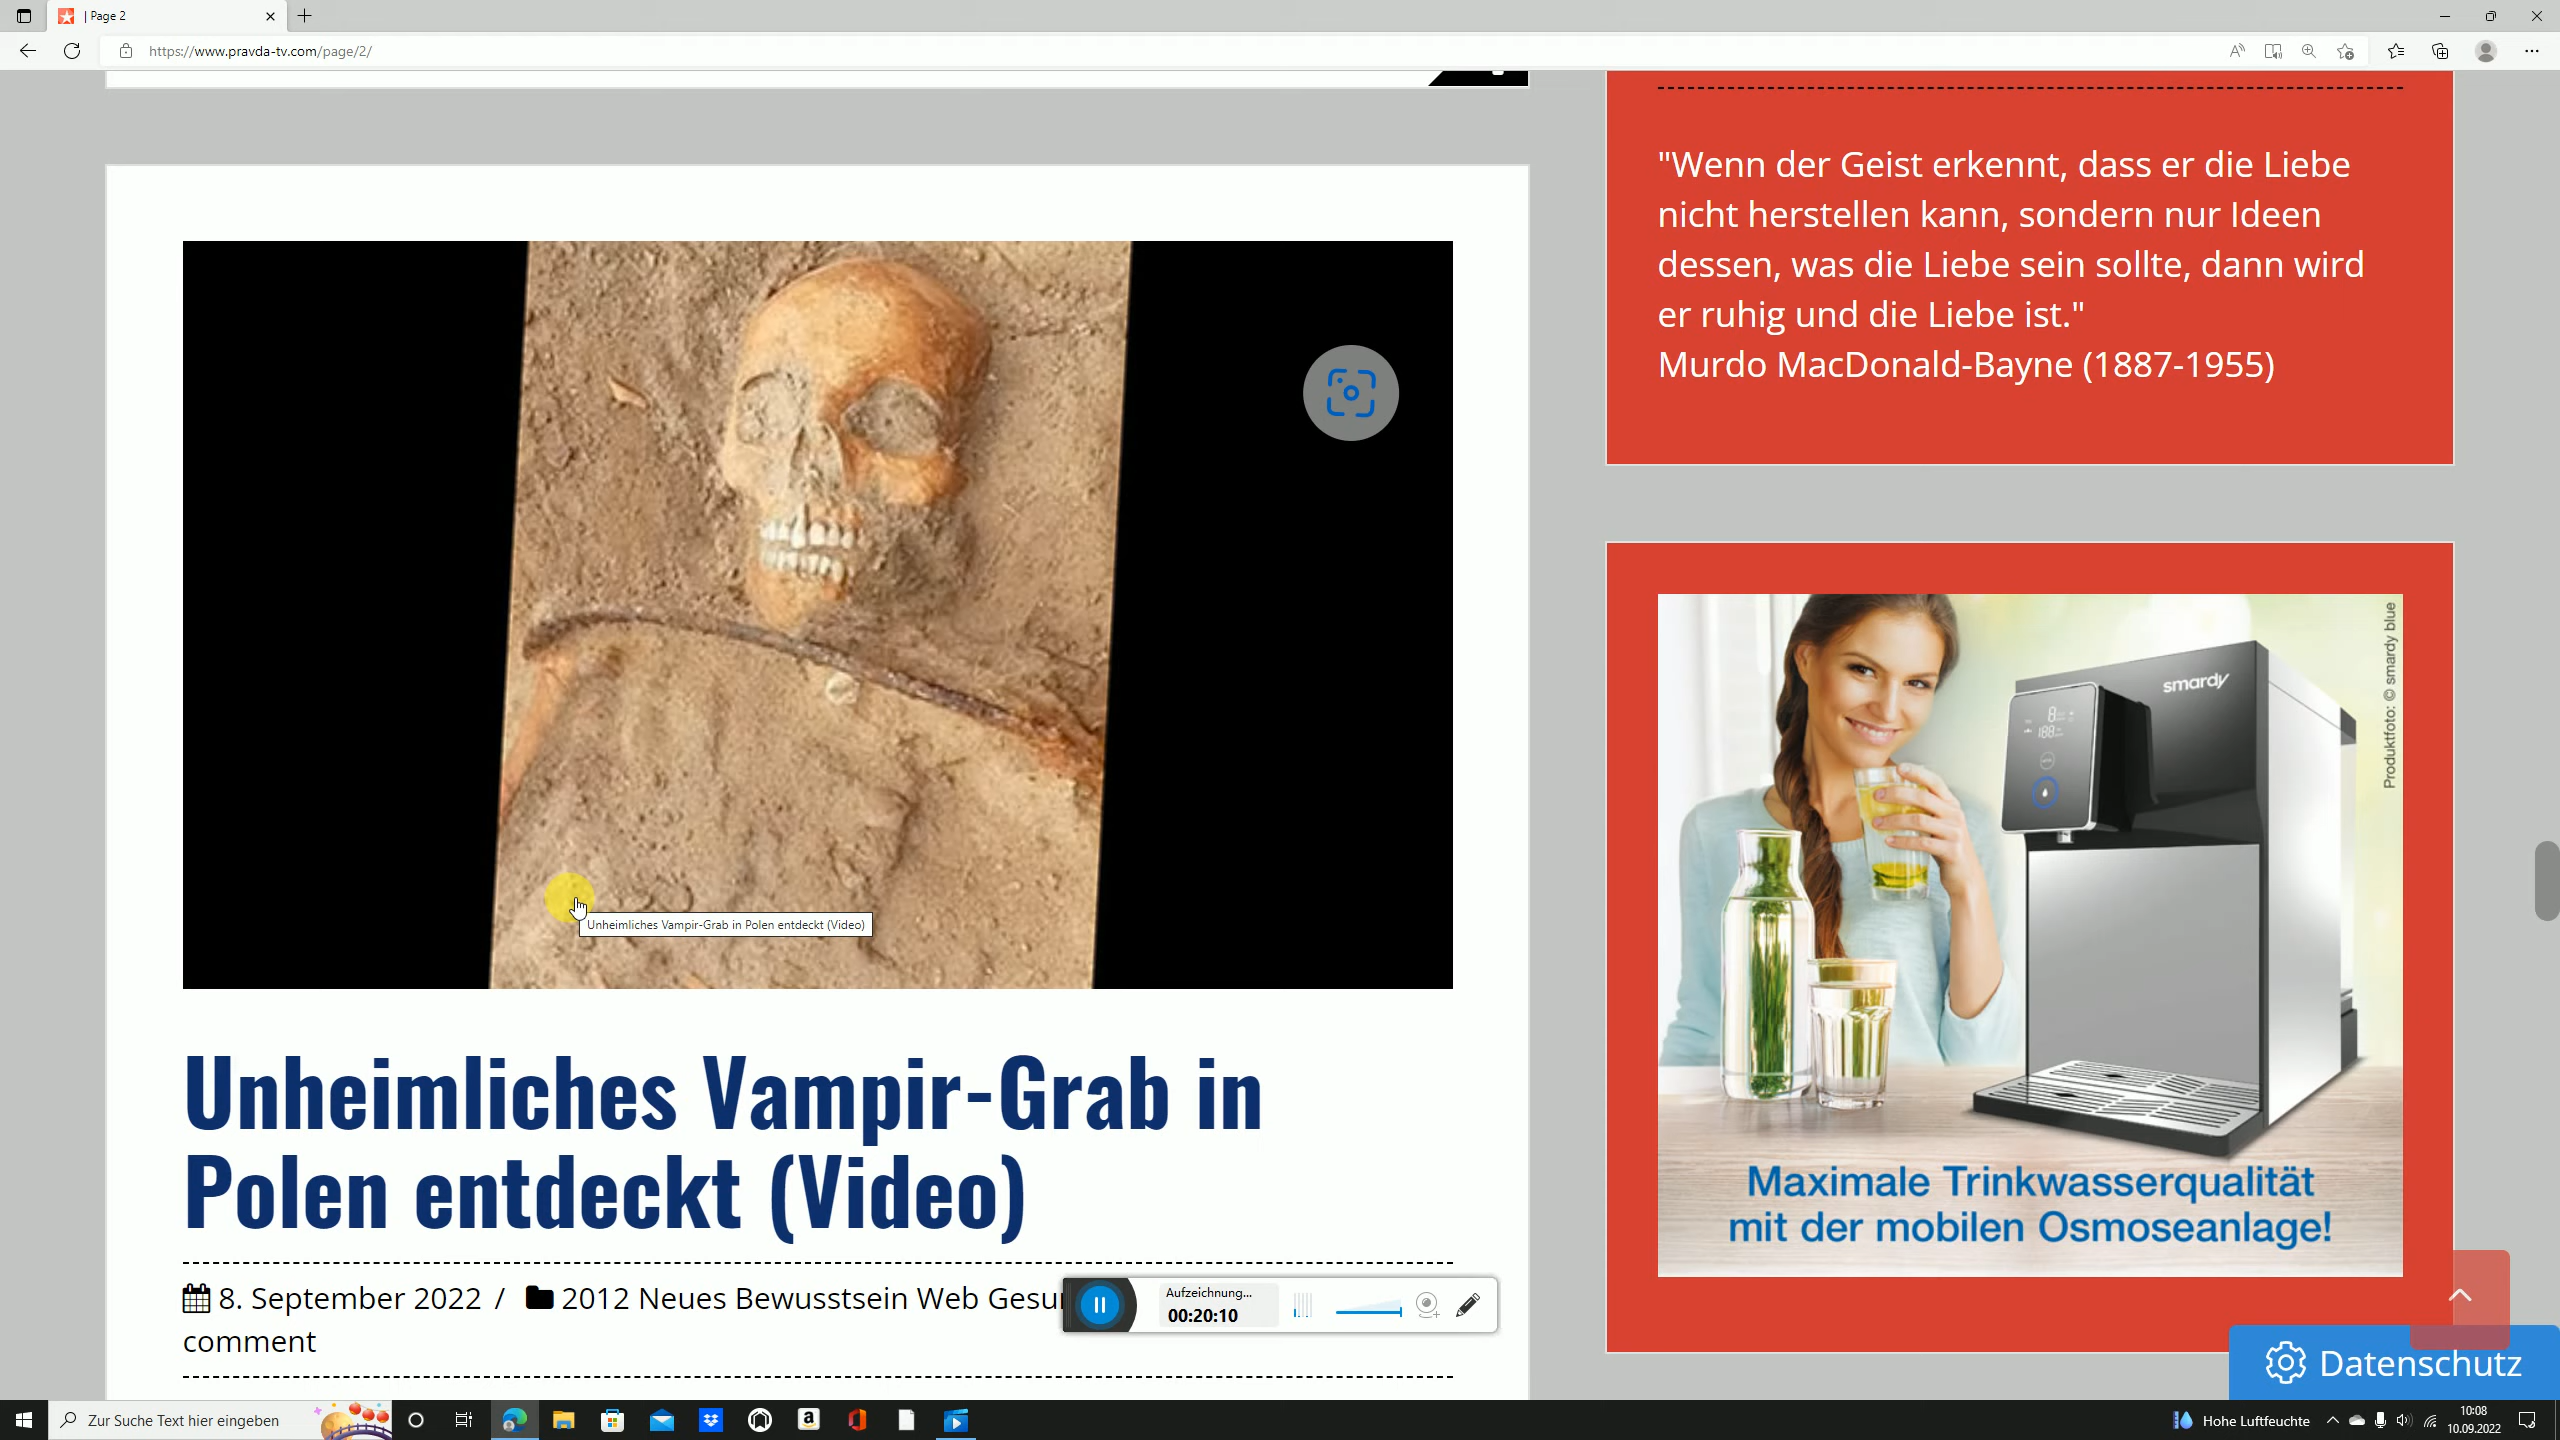 | Page 2
https://www.pravda-tv.com/page/2/
"Wenn der Geist erkennt, dass er die Liebe
nicht herstellen kann, sondern nur Ideen
dessen, was die Liebe sein sollte, dann wird
er ruhig und die Liebe ist."
Murdo MacDonald-Bayne (1887-1955)
Unheimliches Vampir-Grab in Polen entdeckt (Video)
Unheimliches Vampir-Grab in
Polen entdeckt (Video)
8. September 2022 / 2012 Neues Bewusstsein Web
comment
Produktfoto: © smardy blue
smardy
8
188
Maximale Trinkwasserqualität
mit der mobilen Osmoseanlage!
Aufzeichnung...
00:20:10
Datenschutz
Zur Suche Text hier eingeben
a
Hohe Luftfeuchte
10:08
10.09.2022